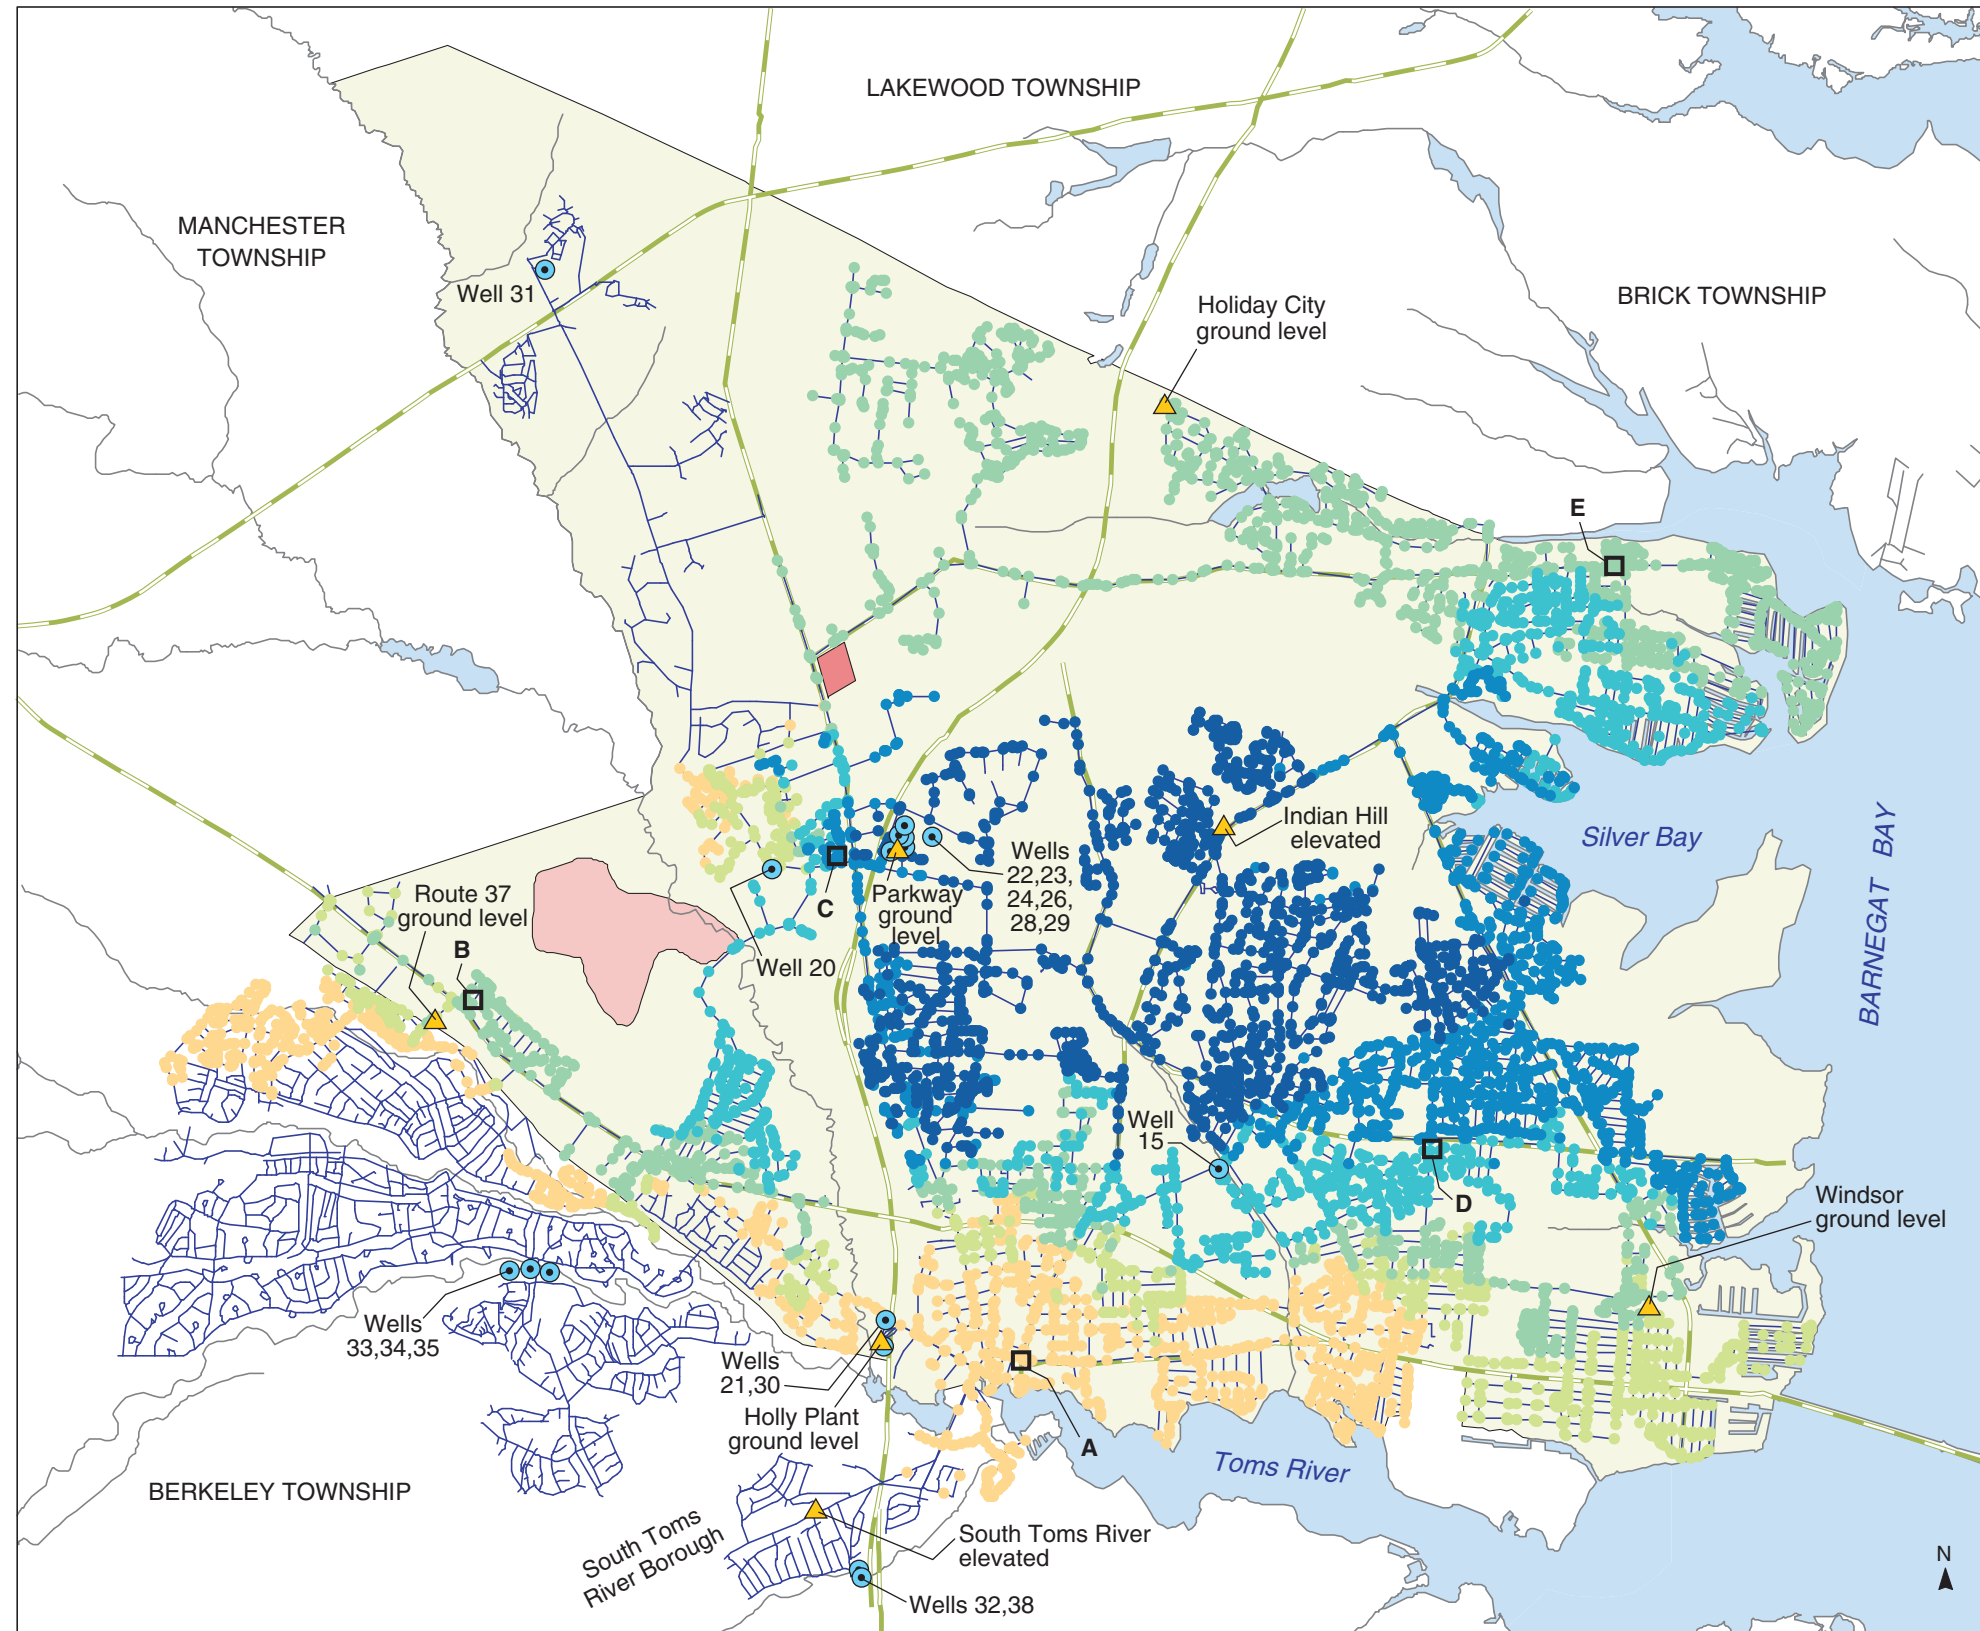 LAKEWOOD TOWNSHIP
MANCHESTER
TOWNSHIP
Well 31
BRICK TOWNSHIP
Holiday City
ground level
E
Indian Hill
elevated
Silver Bay
BARNEGAT BAY
Wells
22,23,
24,26,
28,29
Parkway
ground
level
C
Route 37
ground level
B
Well 20
Well
15
D
Windsor
ground level
Wells
33,34,35
Wells
21,30
Holly Plant
ground level
A
Toms River
BERKELEY TOWNSHIP
South Toms
River Borough
South Toms River
elevated
Wells 32,38
N